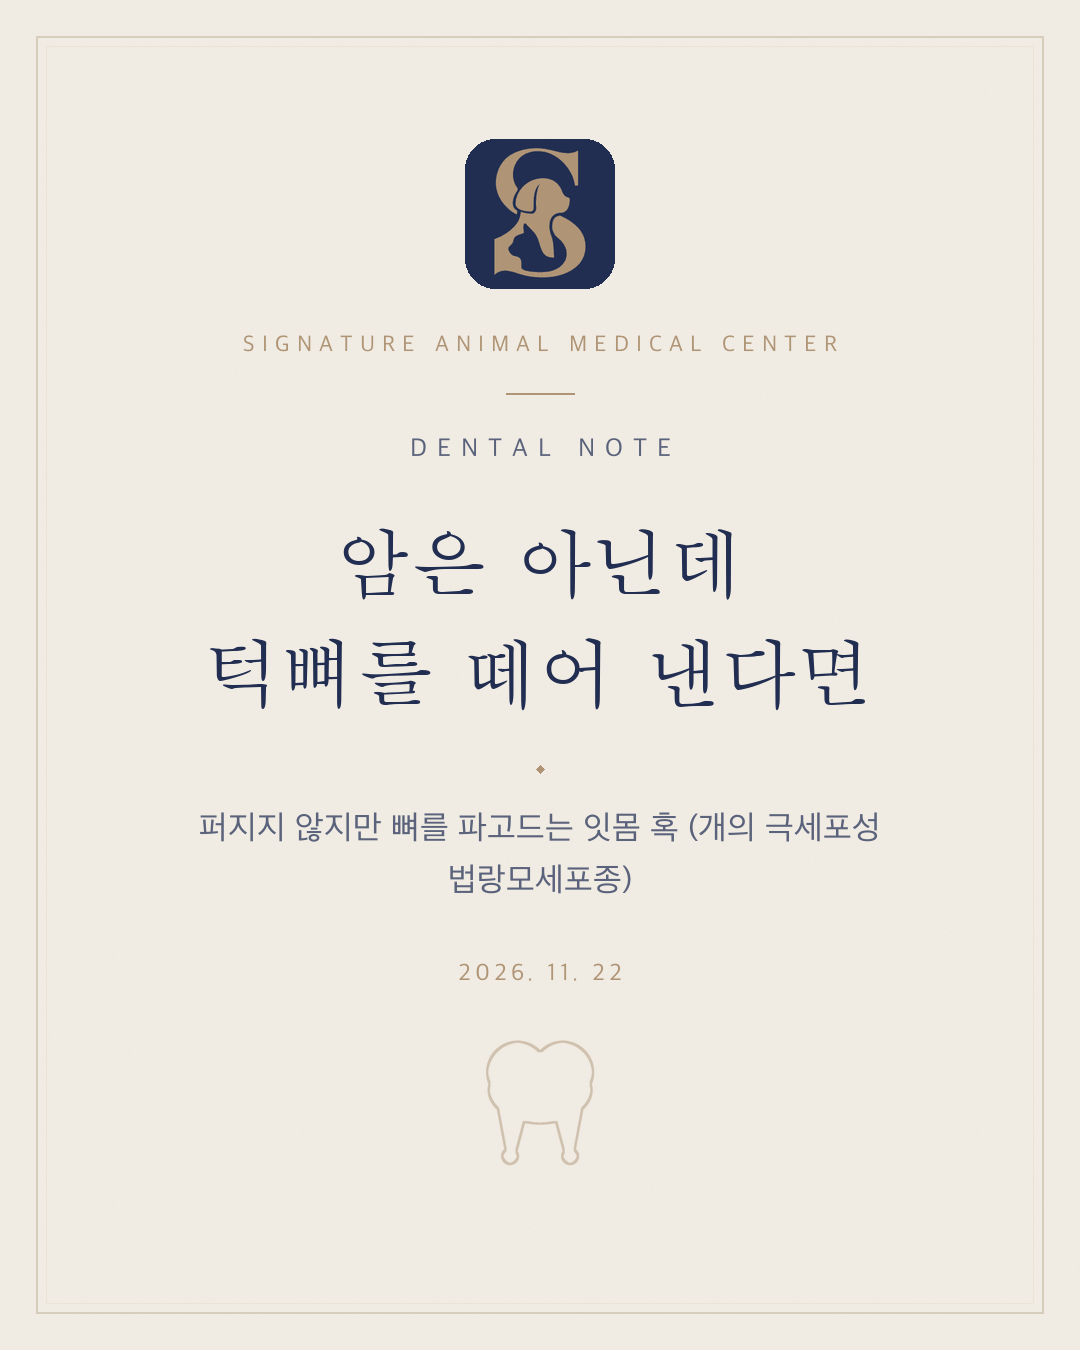 SIGNATURE ANIMAL MEDICAL CENTER
DENTAL NOTE
암은 아닌데
턱뼈를 떼어 낸다면
퍼지지 않지만 뼈를 파고드는 잇몸 혹 (개의 극세포성
법랑모세포종)
2026. 11. 22